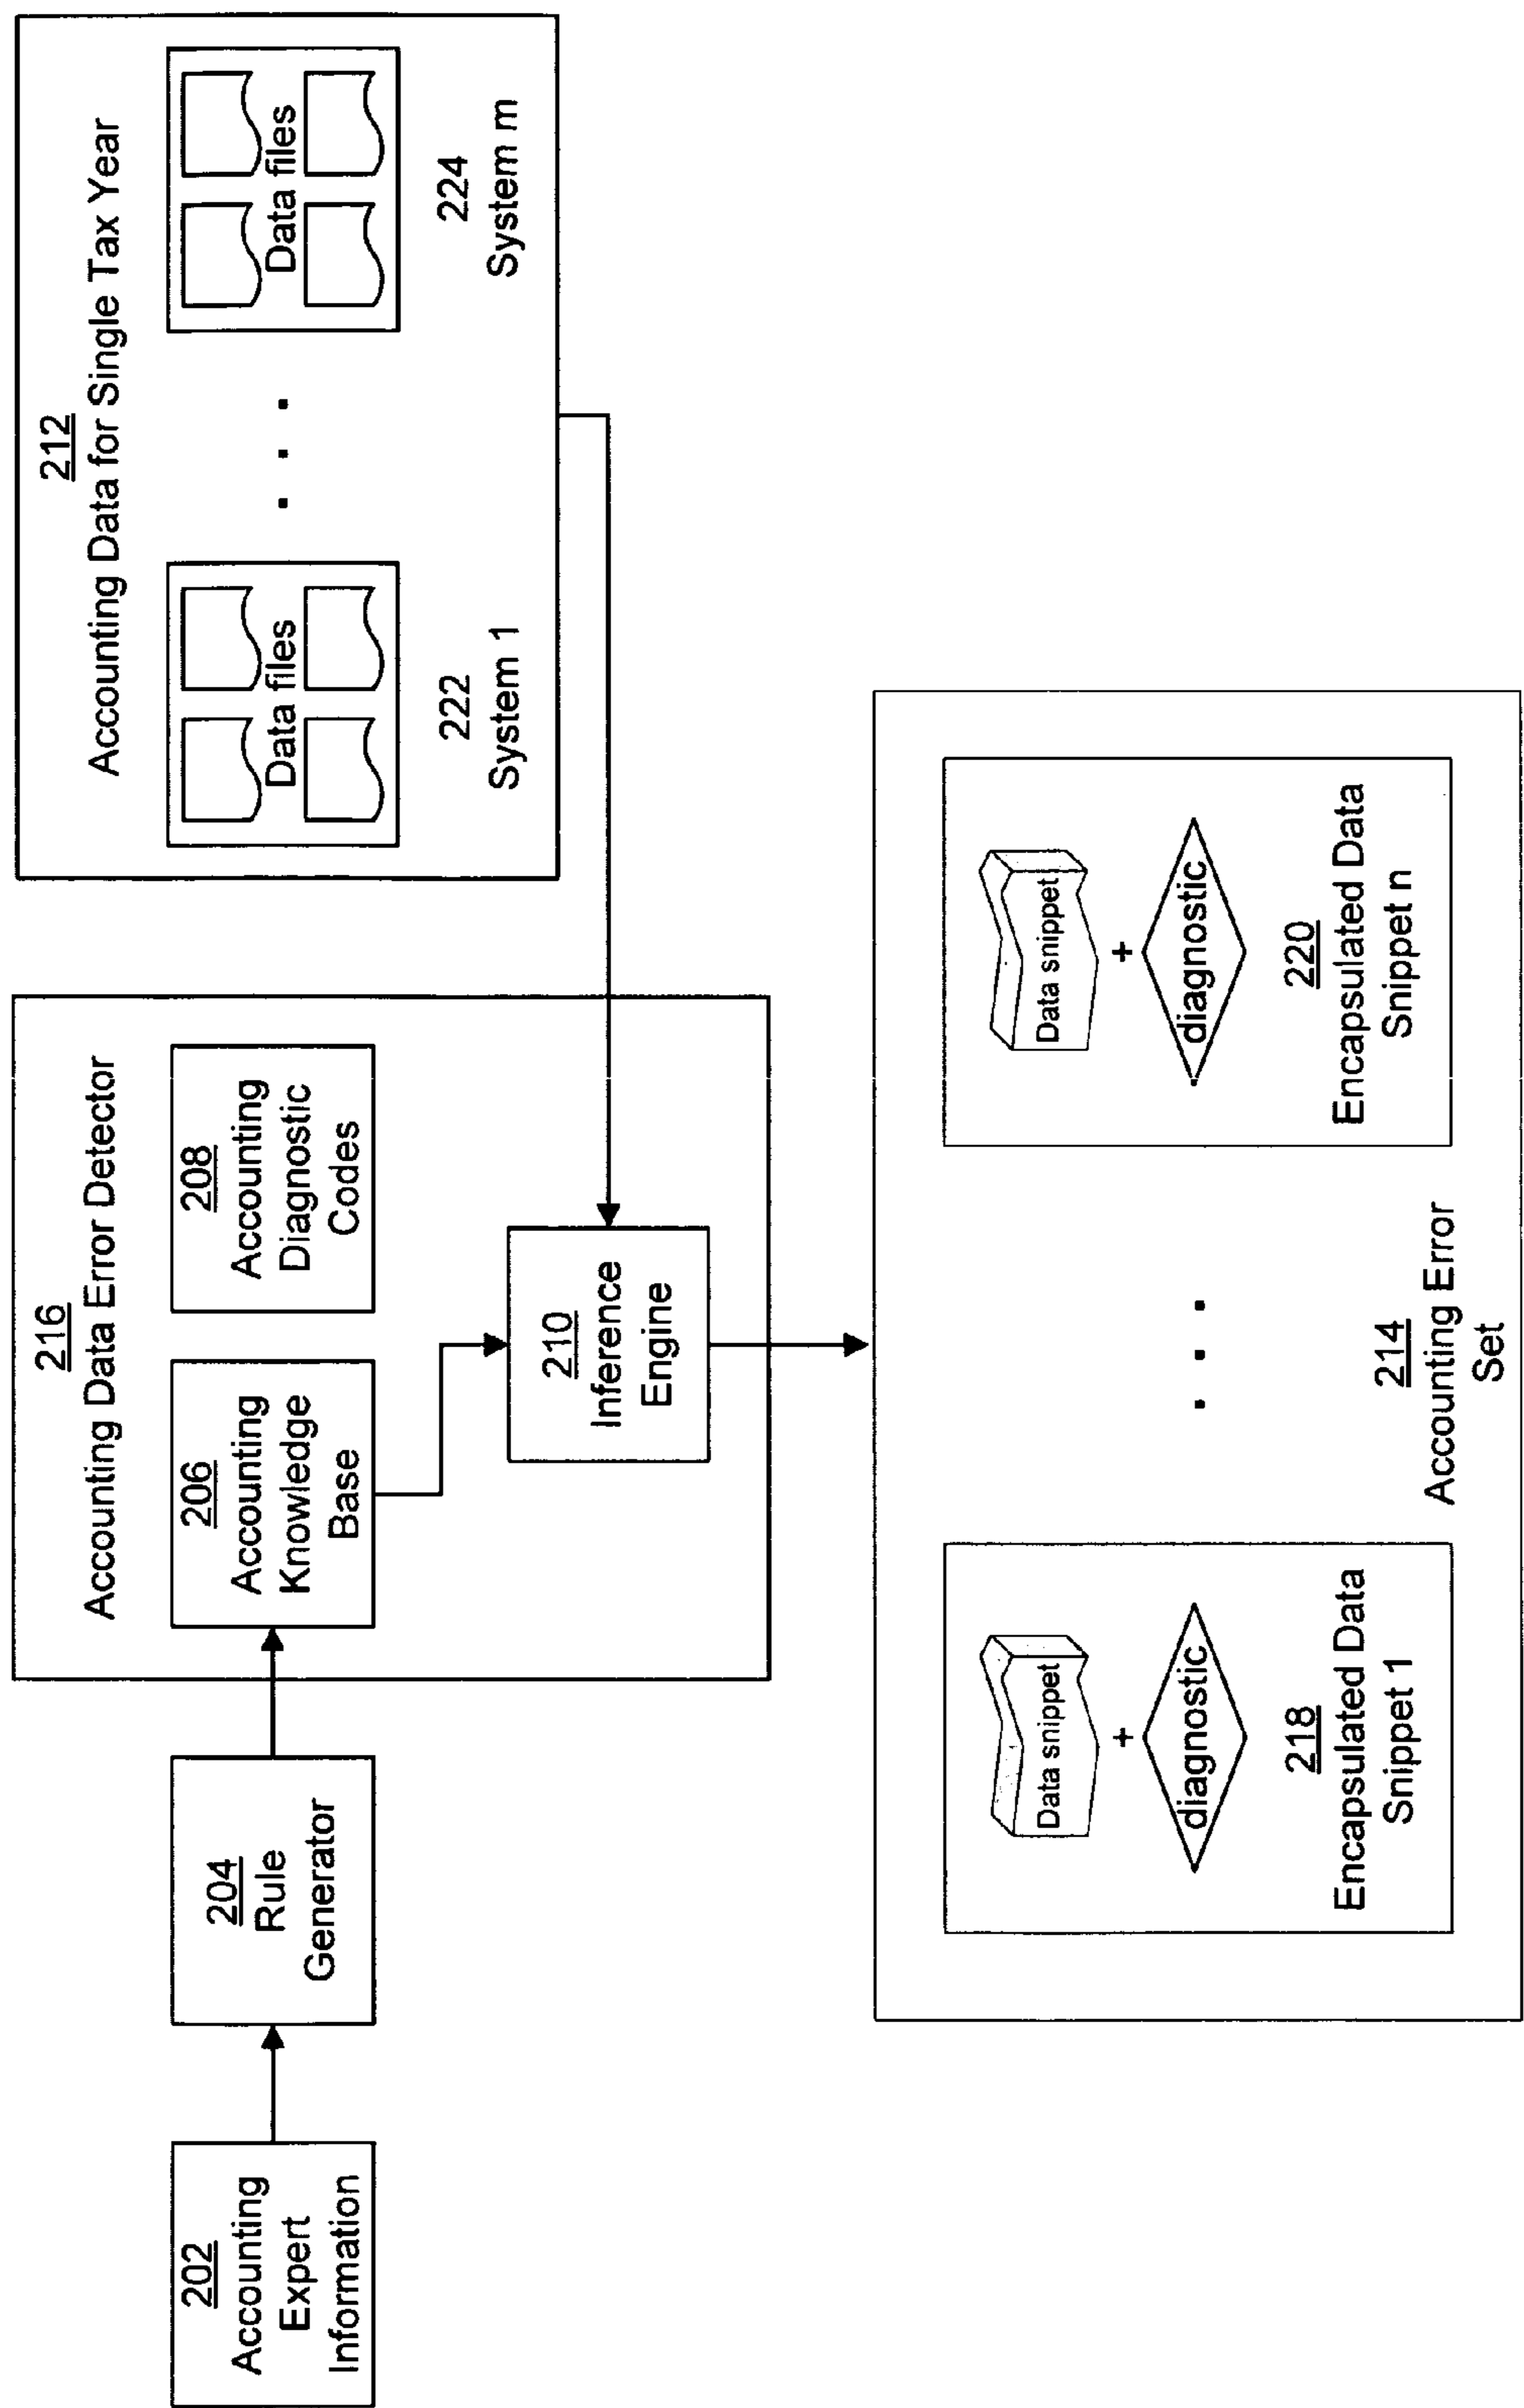 202
Accounting
Expert
Information
204
Rule
Generator
216
Accounting Data Error Detector
206
Accounting
Knowledge
Base
208
Accounting
Diagnostic
Codes
210
Inference
Engine
212
Accounting Data for Single Tax Year
Data files
222
System 1
. . .
Data files
224
System m
Data snippet
+
diagnostic
218
Encapsulated Data
Snippet 1
. . .
Data snippet
+
diagnostic
220
Encapsulated Data
Snippet n
214
Accounting Error
Set